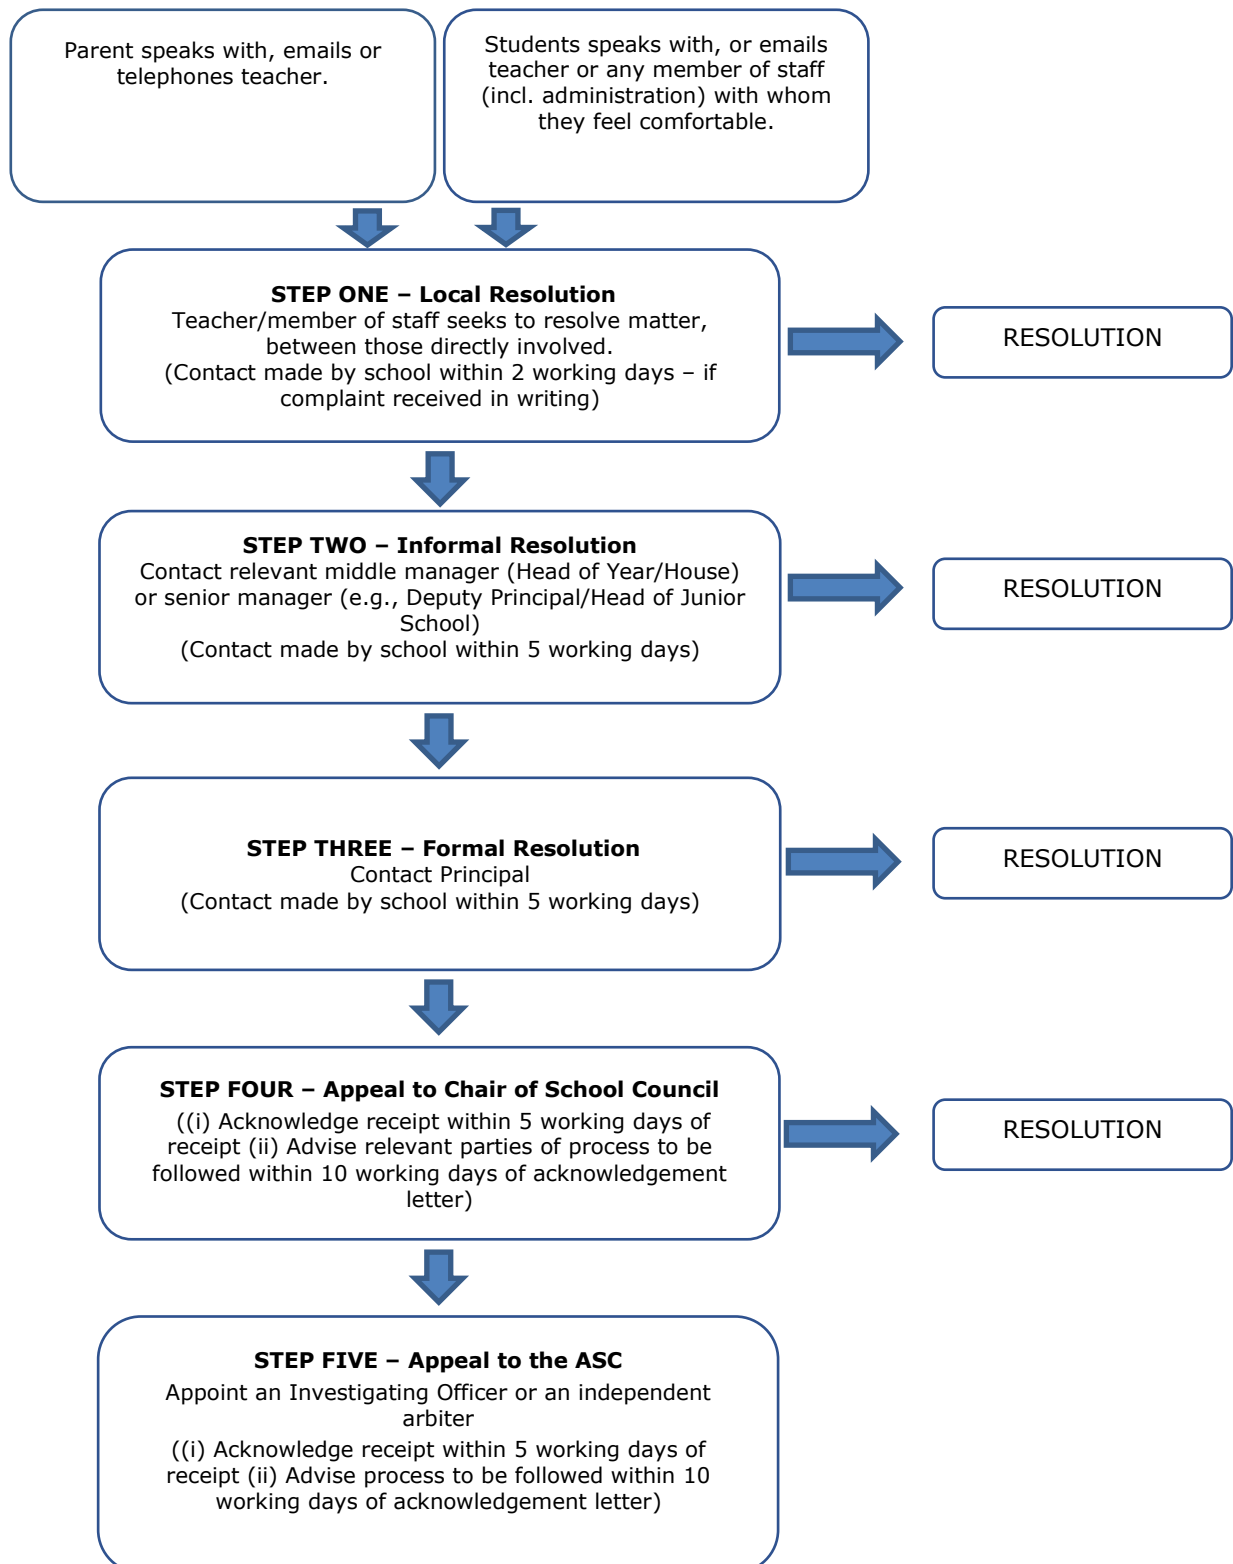 Parent speaks with, emails or
telephones teacher.
Students speaks with, or emails
teacher or any member of staff
(incl. administration) with whom
they feel comfortable.
STEP ONE – Local Resolution
Teacher/member of staff seeks to resolve matter,
between those directly involved.
(Contact made by school within 2 working days – if
complaint received in writing)
RESOLUTION
STEP TWO – Informal Resolution
Contact relevant middle manager (Head of Year/House)
or senior manager (e.g., Deputy Principal/Head of Junior
School)
(Contact made by school within 5 working days)
RESOLUTION
STEP THREE – Formal Resolution
Contact Principal
(Contact made by school within 5 working days)
RESOLUTION
STEP FOUR – Appeal to Chair of School Council
((i) Acknowledge receipt within 5 working days of
receipt (ii) Advise relevant parties of process to be
followed within 10 working days of acknowledgement
letter)
RESOLUTION
STEP FIVE – Appeal to the ASC
Appoint an Investigating Officer or an independent
arbiter
((i) Acknowledge receipt within 5 working days of
receipt (ii) Advise process to be followed within 10
working days of acknowledgement letter)